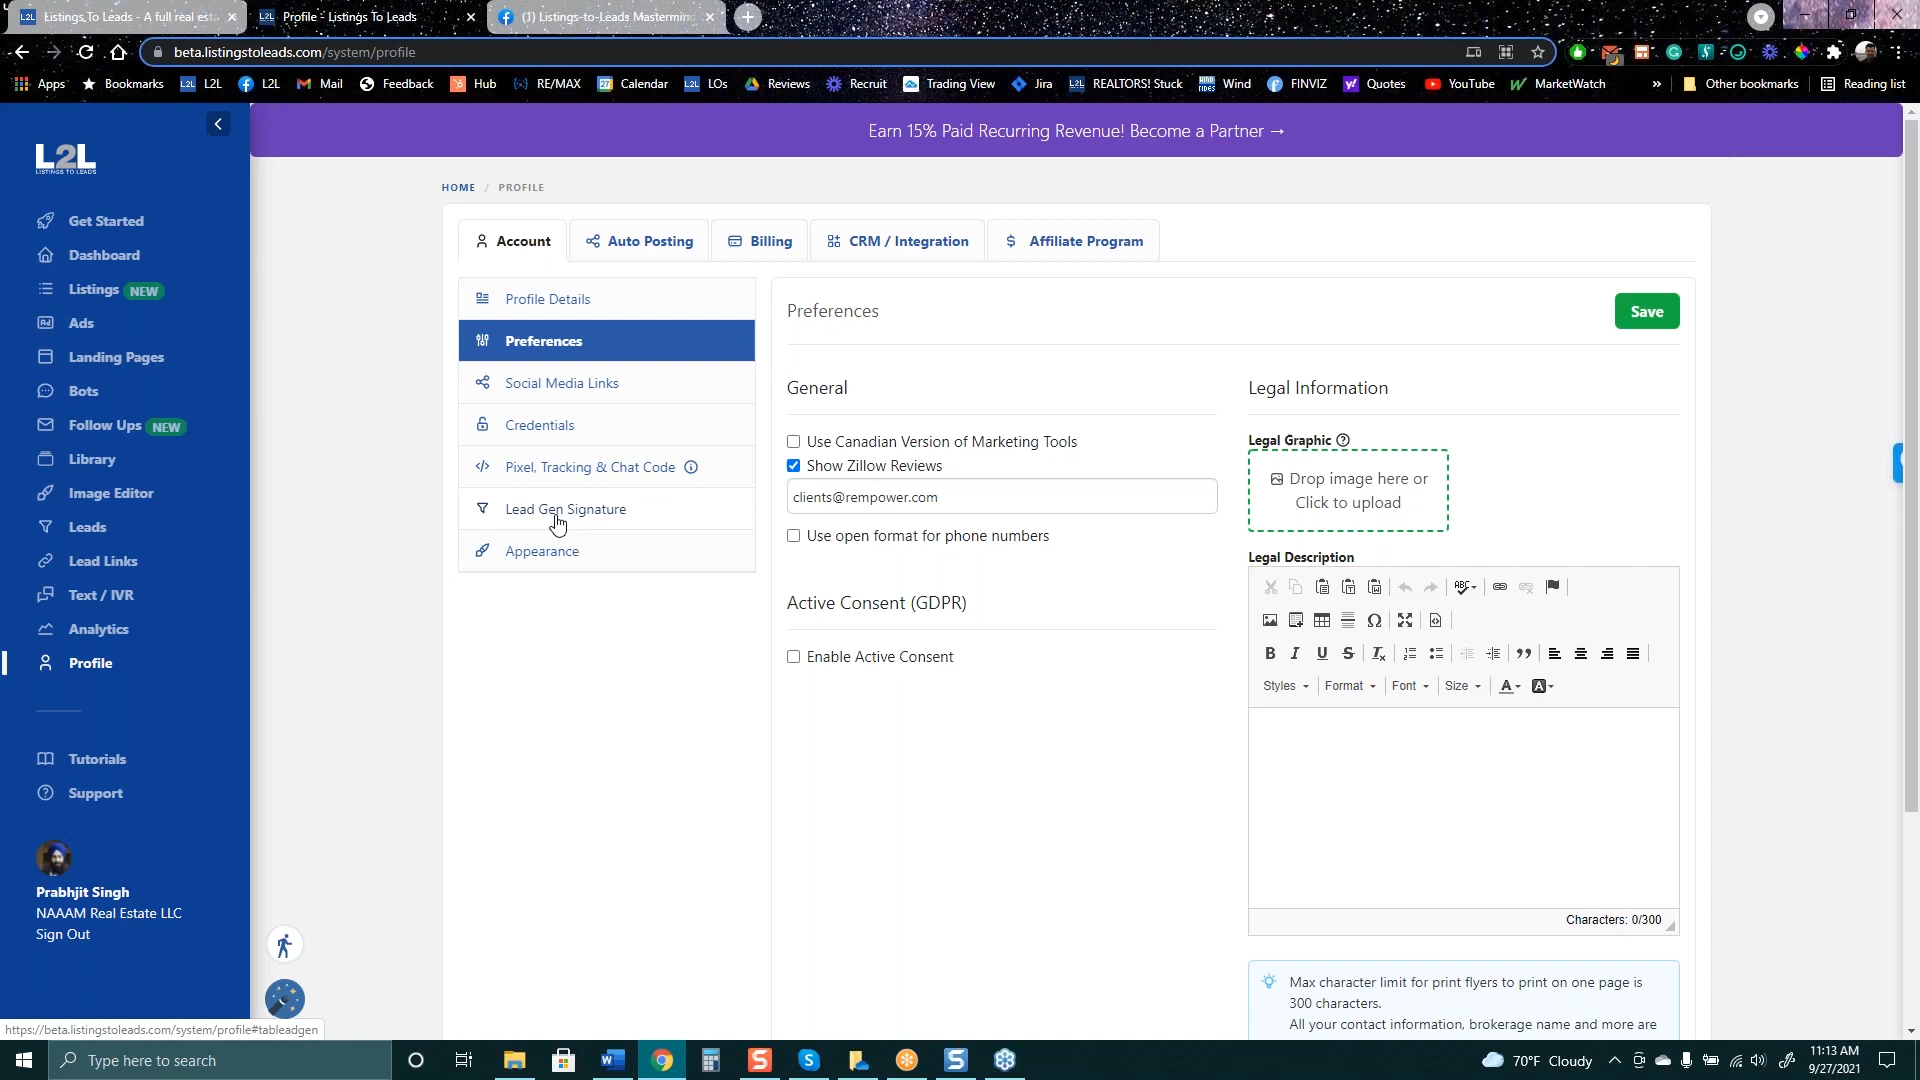 Listings To Leads - A full real est
Profile - Listings To Leads
(1) Listings-to-Leads Mastermind
beta.listingstoleads.com/system/profile
Apps
Bookmarks
L2L
L2L
Mail
Feedback
Hub
RE/MAX
Calendar
LOs
Reviews
Recruit
Trading View
Jira
REALTORS! Stuck
Wind
FINVIZ
Quotes
YouTube
MarketWatch
»
Other bookmarks
Reading list
Earn 15% Paid Recurring Revenue! Become a Partner →
L2L
LISTINGS TO LEADS
Get Started
Dashboard
Listings NEW
Ads
Landing Pages
Bots
Follow Ups NEW
Library
Image Editor
Leads
Lead Links
Text / IVR
Analytics
Profile
Tutorials
Support
Prabhjit Singh
NAAAM Real Estate LLC
Sign Out
HOME / PROFILE
Account
Auto Posting
Billing
CRM / Integration
Affiliate Program
Profile Details
Preferences
Social Media Links
Credentials
Pixel, Tracking & Chat Code
Lead Gen Signature
Appearance
Preferences
Save
General
Use Canadian Version of Marketing Tools
Show Zillow Reviews
clients@rempower.com
Use open format for phone numbers
Active Consent (GDPR)
Enable Active Consent
Legal Information
Legal Graphic
Drop image here or
Click to upload
Legal Description
Styles
Format
Font
Size
Characters: 0/300
Max character limit for print flyers to print on one page is
300 characters.
All your contact information, brokerage name and more are
https://beta.listingstoleads.com/system/profile#tableadgen
Type here to search
70°F Cloudy
11:13 AM
9/27/2021